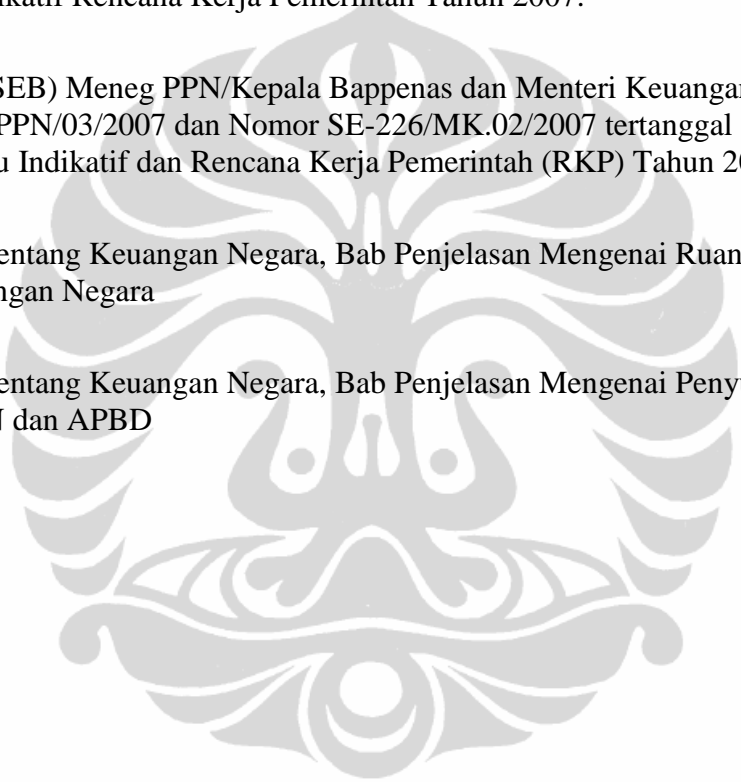 ikatif Rencana Kerja Pemerintah Tahun 2007.
SEB) Meneg PPN/Kepala Bappenas dan Menteri Keuangan
PPN/03/2007 dan Nomor SE-226/MK.02/2007 tertanggal
u Indikatif dan Rencana Kerja Pemerintah (RKP) Tahun 20
entang Keuangan Negara, Bab Penjelasan Mengenai Ruan
ngan Negara
entang Keuangan Negara, Bab Penjelasan Mengenai Peny
dan APBD